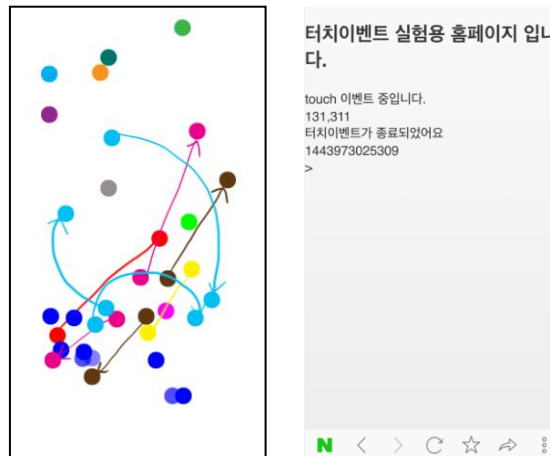 터치이벤트 실험용 홈페이지 입니
다.
touch 이벤트 중입니다.
131,311
터치이벤트가 종료되었어요
1443973025309
>
N